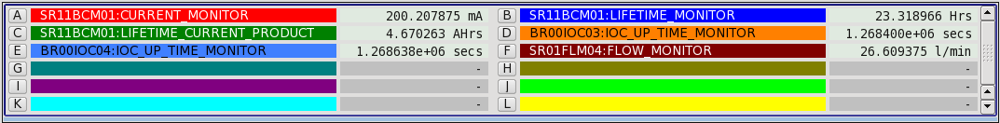 A SR11BCM01:CURRENT_MONITOR 200.207875 mA B SR11BCM01:LIFETIME_MONITOR 23.318966 Hrs
C SR11BCM01:LIFETIME_CURRENT_PRODUCT 4.670263 AHrs D BR00IOC03:IOC_UP_TIME_MONITOR 1.268400e+06 secs
E BR00IOC04:IOC_UP_TIME_MONITOR 1.268638e+06 secs F SR01FLM04:FLOW_MONITOR 26.609375 l/min
G - H -
I - J -
K - L -